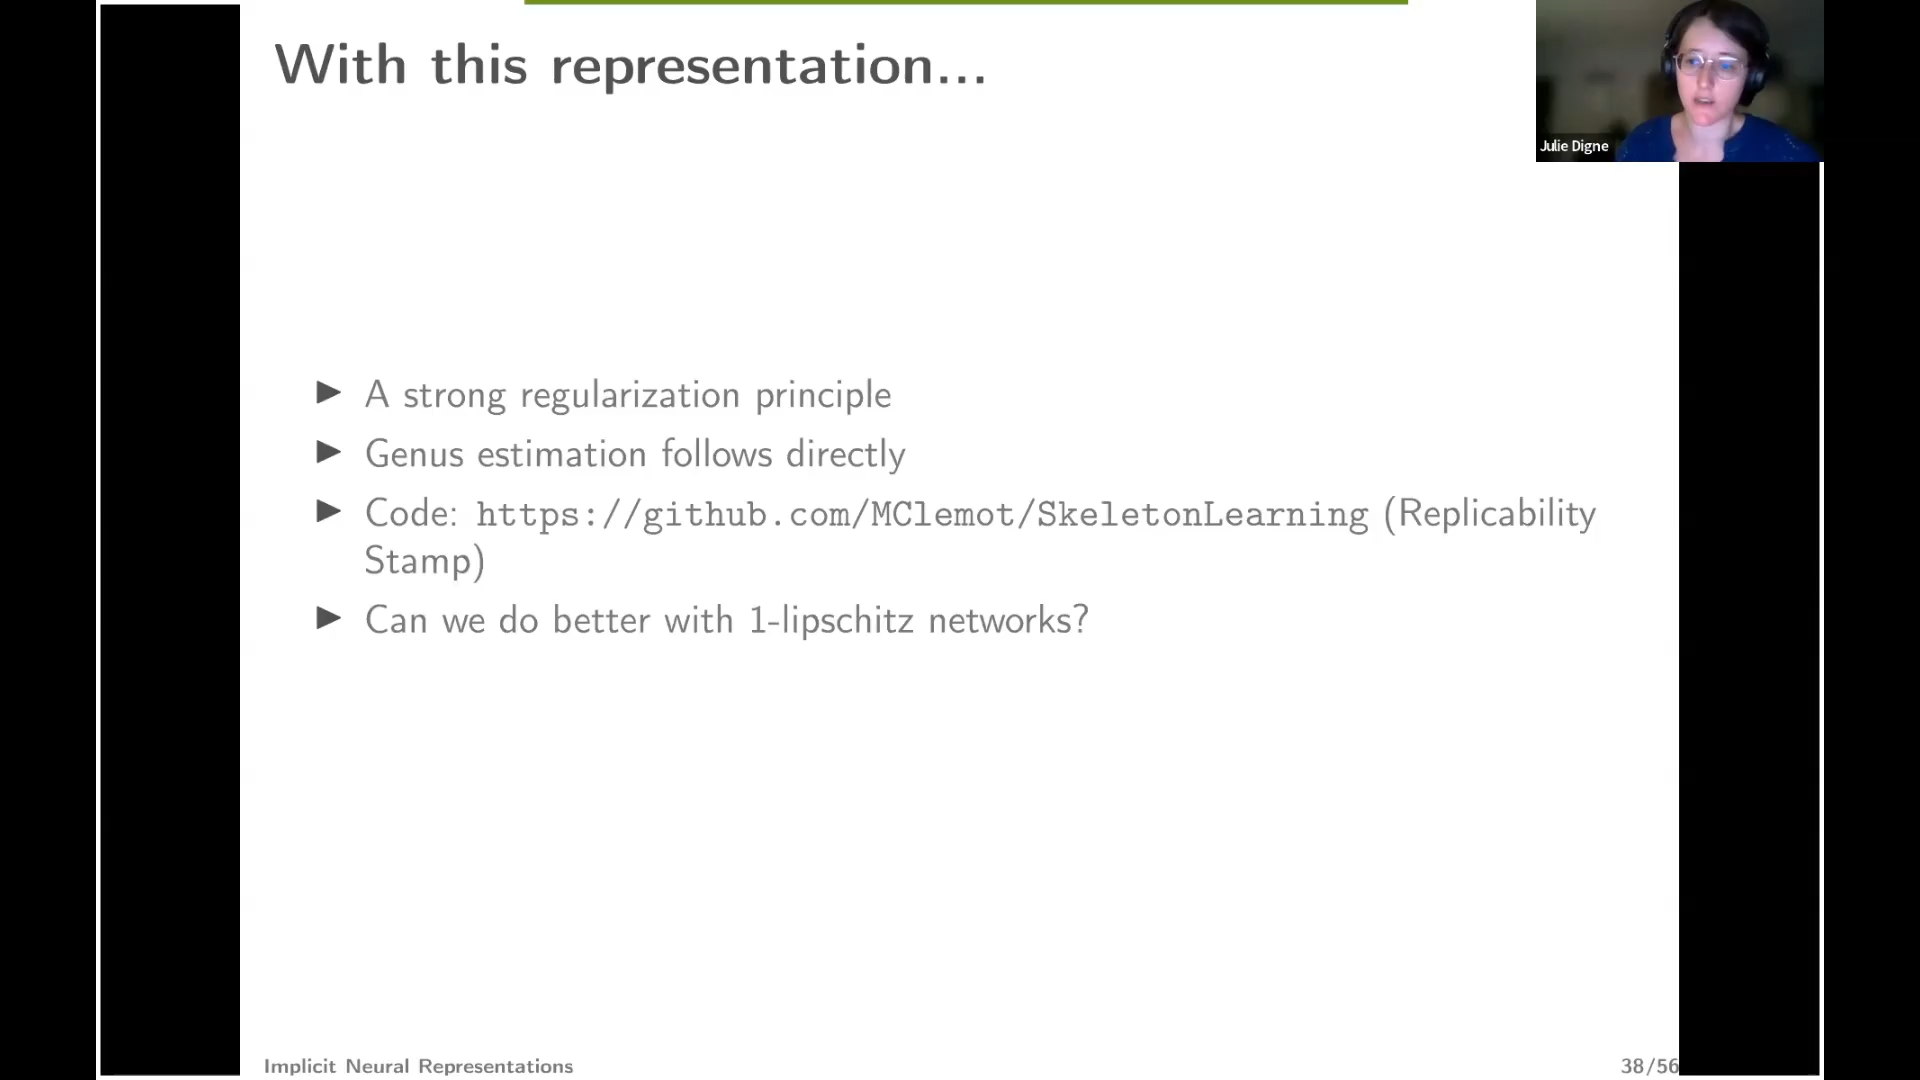 With this representation...
Julie Digne
▶ A strong regularization principle
▶ Genus estimation follows directly
▶ Code: https://github.com/MClemot/SkeletonLearning (Replicability
Stamp)
▶ Can we do better with 1-lipschitz networks?
Implicit Neural Representations
38/56